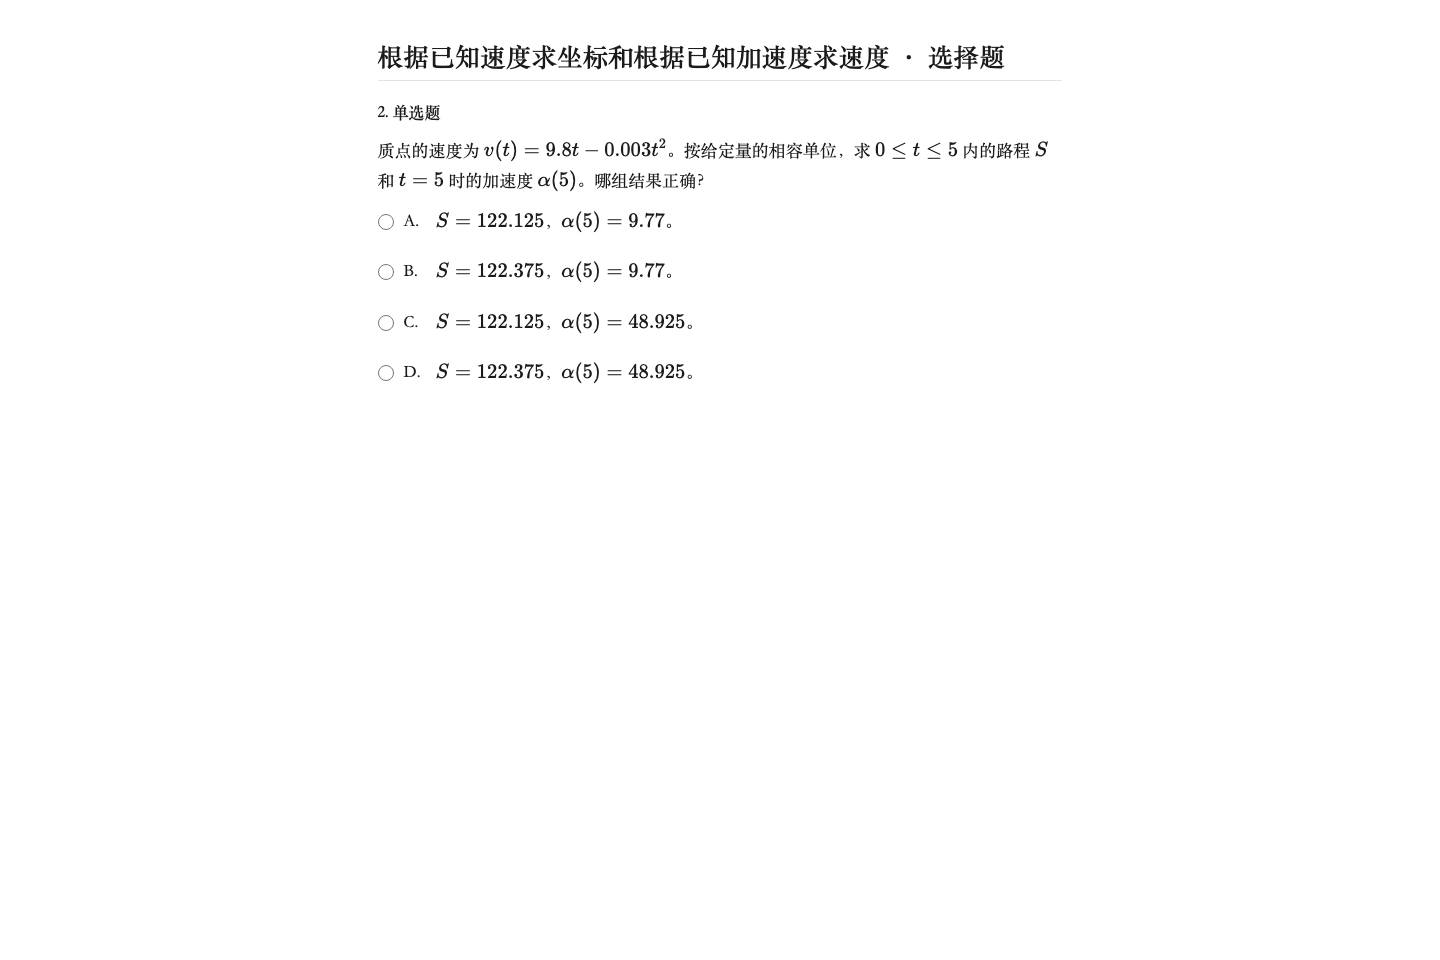 根据已知速度求坐标和根据已知加速度求速度 · 选择题
2. 单选题
质点的速度为 v(t) = 9.8t − 0.003t²。按给定量的相容单位，求 0 ≤ t ≤ 5 内的路程 S
和 t = 5 时的加速度 α(5)。哪组结果正确?
A. S = 122.125, α(5) = 9.77。
B. S = 122.375, α(5) = 9.77。
C. S = 122.125, α(5) = 48.925。
D. S = 122.375, α(5) = 48.925。